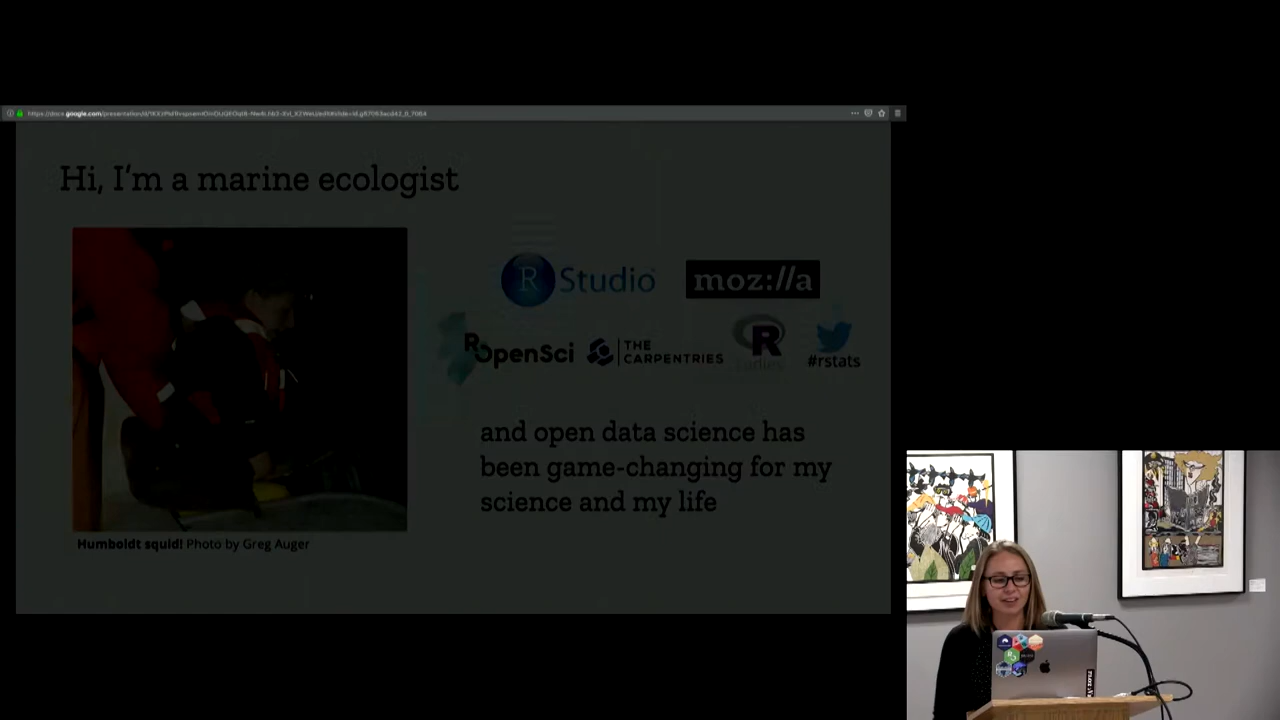 Hi, I'm a marine ecologist
R Studio
moz://a
ROpenSci
THE CARPENTRIES
R
#rstats
and open data science has
been game-changing for my
science and my life
Humboldt squid! Photo by Greg Auger